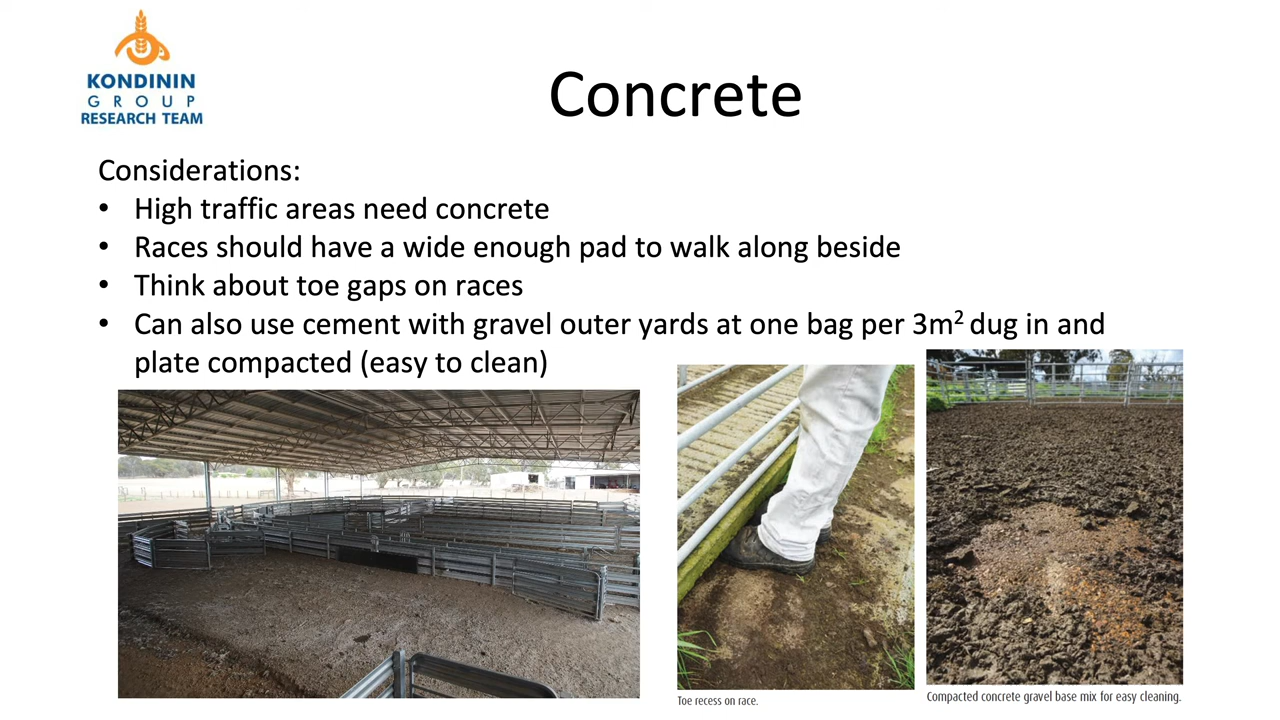 KONDININ
GROUP
RESEARCH TEAM
Concrete
Considerations:
• High traffic areas need concrete
• Races should have a wide enough pad to walk along beside
• Think about toe gaps on races
• Can also use cement with gravel outer yards at one bag per 3m² dug in and
plate compacted (easy to clean)
Toe recess on race.
Compacted concrete gravel base mix for easy cleaning.